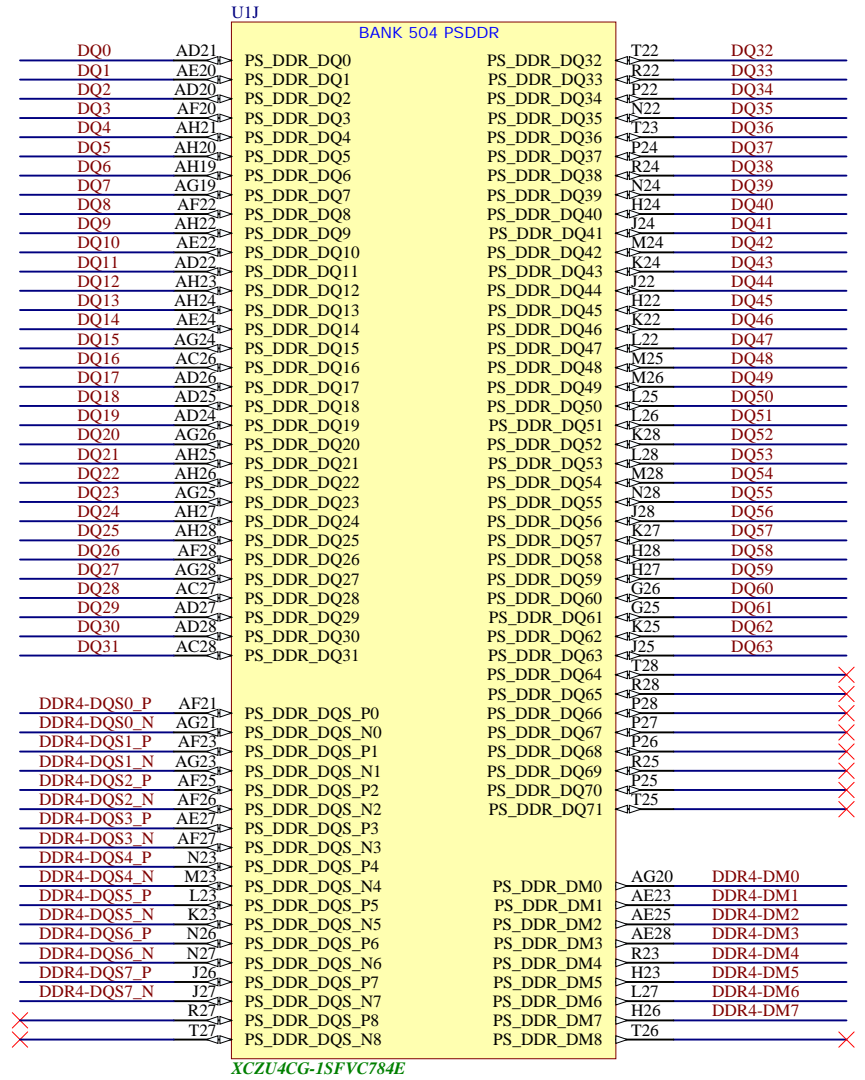 U1J
BANK 504 PSDDR
DQ0 AD21 PS_DDR_DQ0 PS_DDR_DQ32 T22 DQ32
DQ1 AE20 PS_DDR_DQ1 PS_DDR_DQ33 R22 DQ33
DQ2 AD20 PS_DDR_DQ2 PS_DDR_DQ34 P22 DQ34
DQ3 AF20 PS_DDR_DQ3 PS_DDR_DQ35 N22 DQ35
DQ4 AH21 PS_DDR_DQ4 PS_DDR_DQ36 T23 DQ36
DQ5 AH20 PS_DDR_DQ5 PS_DDR_DQ37 P24 DQ37
DQ6 AH19 PS_DDR_DQ6 PS_DDR_DQ38 R24 DQ38
DQ7 AG19 PS_DDR_DQ7 PS_DDR_DQ39 N24 DQ39
DQ8 AF22 PS_DDR_DQ8 PS_DDR_DQ40 H24 DQ40
DQ9 AH22 PS_DDR_DQ9 PS_DDR_DQ41 J24 DQ41
DQ10 AE22 PS_DDR_DQ10 PS_DDR_DQ42 M24 DQ42
DQ11 AD22 PS_DDR_DQ11 PS_DDR_DQ43 K24 DQ43
DQ12 AH23 PS_DDR_DQ12 PS_DDR_DQ44 J22 DQ44
DQ13 AH24 PS_DDR_DQ13 PS_DDR_DQ45 H22 DQ45
DQ14 AE24 PS_DDR_DQ14 PS_DDR_DQ46 K22 DQ46
DQ15 AG24 PS_DDR_DQ15 PS_DDR_DQ47 L22 DQ47
DQ16 AC26 PS_DDR_DQ16 PS_DDR_DQ48 M25 DQ48
DQ17 AD26 PS_DDR_DQ17 PS_DDR_DQ49 M26 DQ49
DQ18 AD25 PS_DDR_DQ18 PS_DDR_DQ50 L25 DQ50
DQ19 AD24 PS_DDR_DQ19 PS_DDR_DQ51 L26 DQ51
DQ20 AG26 PS_DDR_DQ20 PS_DDR_DQ52 K28 DQ52
DQ21 AH25 PS_DDR_DQ21 PS_DDR_DQ53 L28 DQ53
DQ22 AH26 PS_DDR_DQ22 PS_DDR_DQ54 M28 DQ54
DQ23 AG25 PS_DDR_DQ23 PS_DDR_DQ55 N28 DQ55
DQ24 AH27 PS_DDR_DQ24 PS_DDR_DQ56 J28 DQ56
DQ25 AH28 PS_DDR_DQ25 PS_DDR_DQ57 K27 DQ57
DQ26 AF28 PS_DDR_DQ26 PS_DDR_DQ58 H28 DQ58
DQ27 AG28 PS_DDR_DQ27 PS_DDR_DQ59 H27 DQ59
DQ28 AC27 PS_DDR_DQ28 PS_DDR_DQ60 G26 DQ60
DQ29 AD27 PS_DDR_DQ29 PS_DDR_DQ61 G25 DQ61
DQ30 AD28 PS_DDR_DQ30 PS_DDR_DQ62 K25 DQ62
DQ31 AC28 PS_DDR_DQ31 PS_DDR_DQ63 J25 DQ63
PS_DDR_DQ64 T28
PS_DDR_DQ65 R28
DDR4-DQS0_P AF21 PS_DDR_DQS_P0 PS_DDR_DQ66 P28
DDR4-DQS0_N AG21 PS_DDR_DQS_N0 PS_DDR_DQ67 P27
DDR4-DQS1_P AF23 PS_DDR_DQS_P1 PS_DDR_DQ68 P26
DDR4-DQS1_N AG23 PS_DDR_DQS_N1 PS_DDR_DQ69 R25
DDR4-DQS2_P AF25 PS_DDR_DQS_P2 PS_DDR_DQ70 P25
DDR4-DQS2_N AF26 PS_DDR_DQS_N2 PS_DDR_DQ71 T25
DDR4-DQS3_P AE27 PS_DDR_DQS_P3
DDR4-DQS3_N AF27 PS_DDR_DQS_N3
DDR4-DQS4_P N23 PS_DDR_DQS_P4
DDR4-DQS4_N M23 PS_DDR_DQS_N4 PS_DDR_DM0 AG20 DDR4-DM0
DDR4-DQS5_P L23 PS_DDR_DQS_P5 PS_DDR_DM1 AE23 DDR4-DM1
DDR4-DQS5_N K23 PS_DDR_DQS_N5 PS_DDR_DM2 AE25 DDR4-DM2
DDR4-DQS6_P N26 PS_DDR_DQS_P6 PS_DDR_DM3 AE28 DDR4-DM3
DDR4-DQS6_N N27 PS_DDR_DQS_N6 PS_DDR_DM4 R23 DDR4-DM4
DDR4-DQS7_P J26 PS_DDR_DQS_P7 PS_DDR_DM5 H23 DDR4-DM5
DDR4-DQS7_N J27 PS_DDR_DQS_N7 PS_DDR_DM6 L27 DDR4-DM6
R27 PS_DDR_DQS_P8 PS_DDR_DM7 H26 DDR4-DM7
T27 PS_DDR_DQS_N8 PS_DDR_DM8 T26
XCZU4CG-1SFVC784E